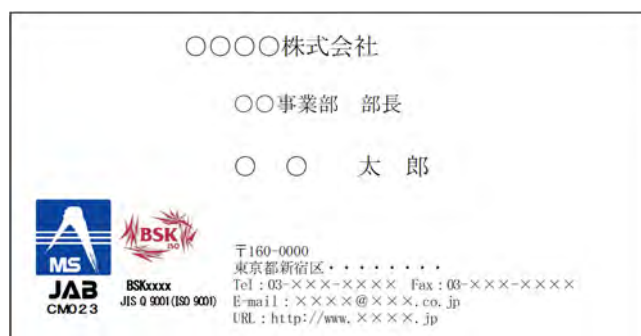 ○○○○株式会社
○○事業部 部長
○ ○ 太 郎
MS
JAB
CM023
BSK
ISO
BSKxxxx
JIS Q 9001(ISO 9001)
〒160-0000
東京都新宿区・・・・・・・・
Tel：03-×××-×××× Fax：03-×××-××××
E-mail：××××@×××.co.jp
URL：http://www.××××.jp